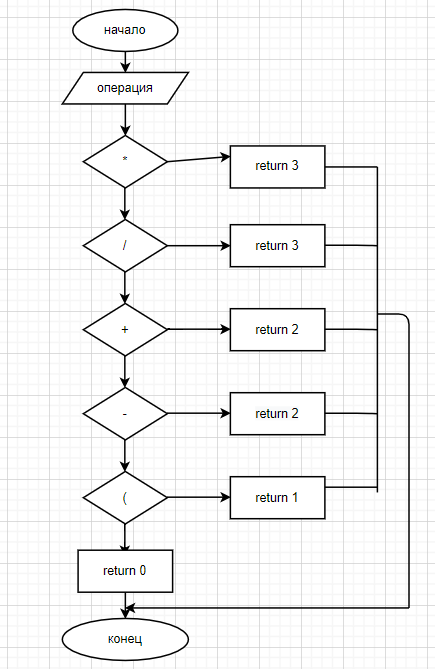 начало
операция
*
return 3
/
return 3
+
return 2
-
return 2
(
return 1
return 0
конец